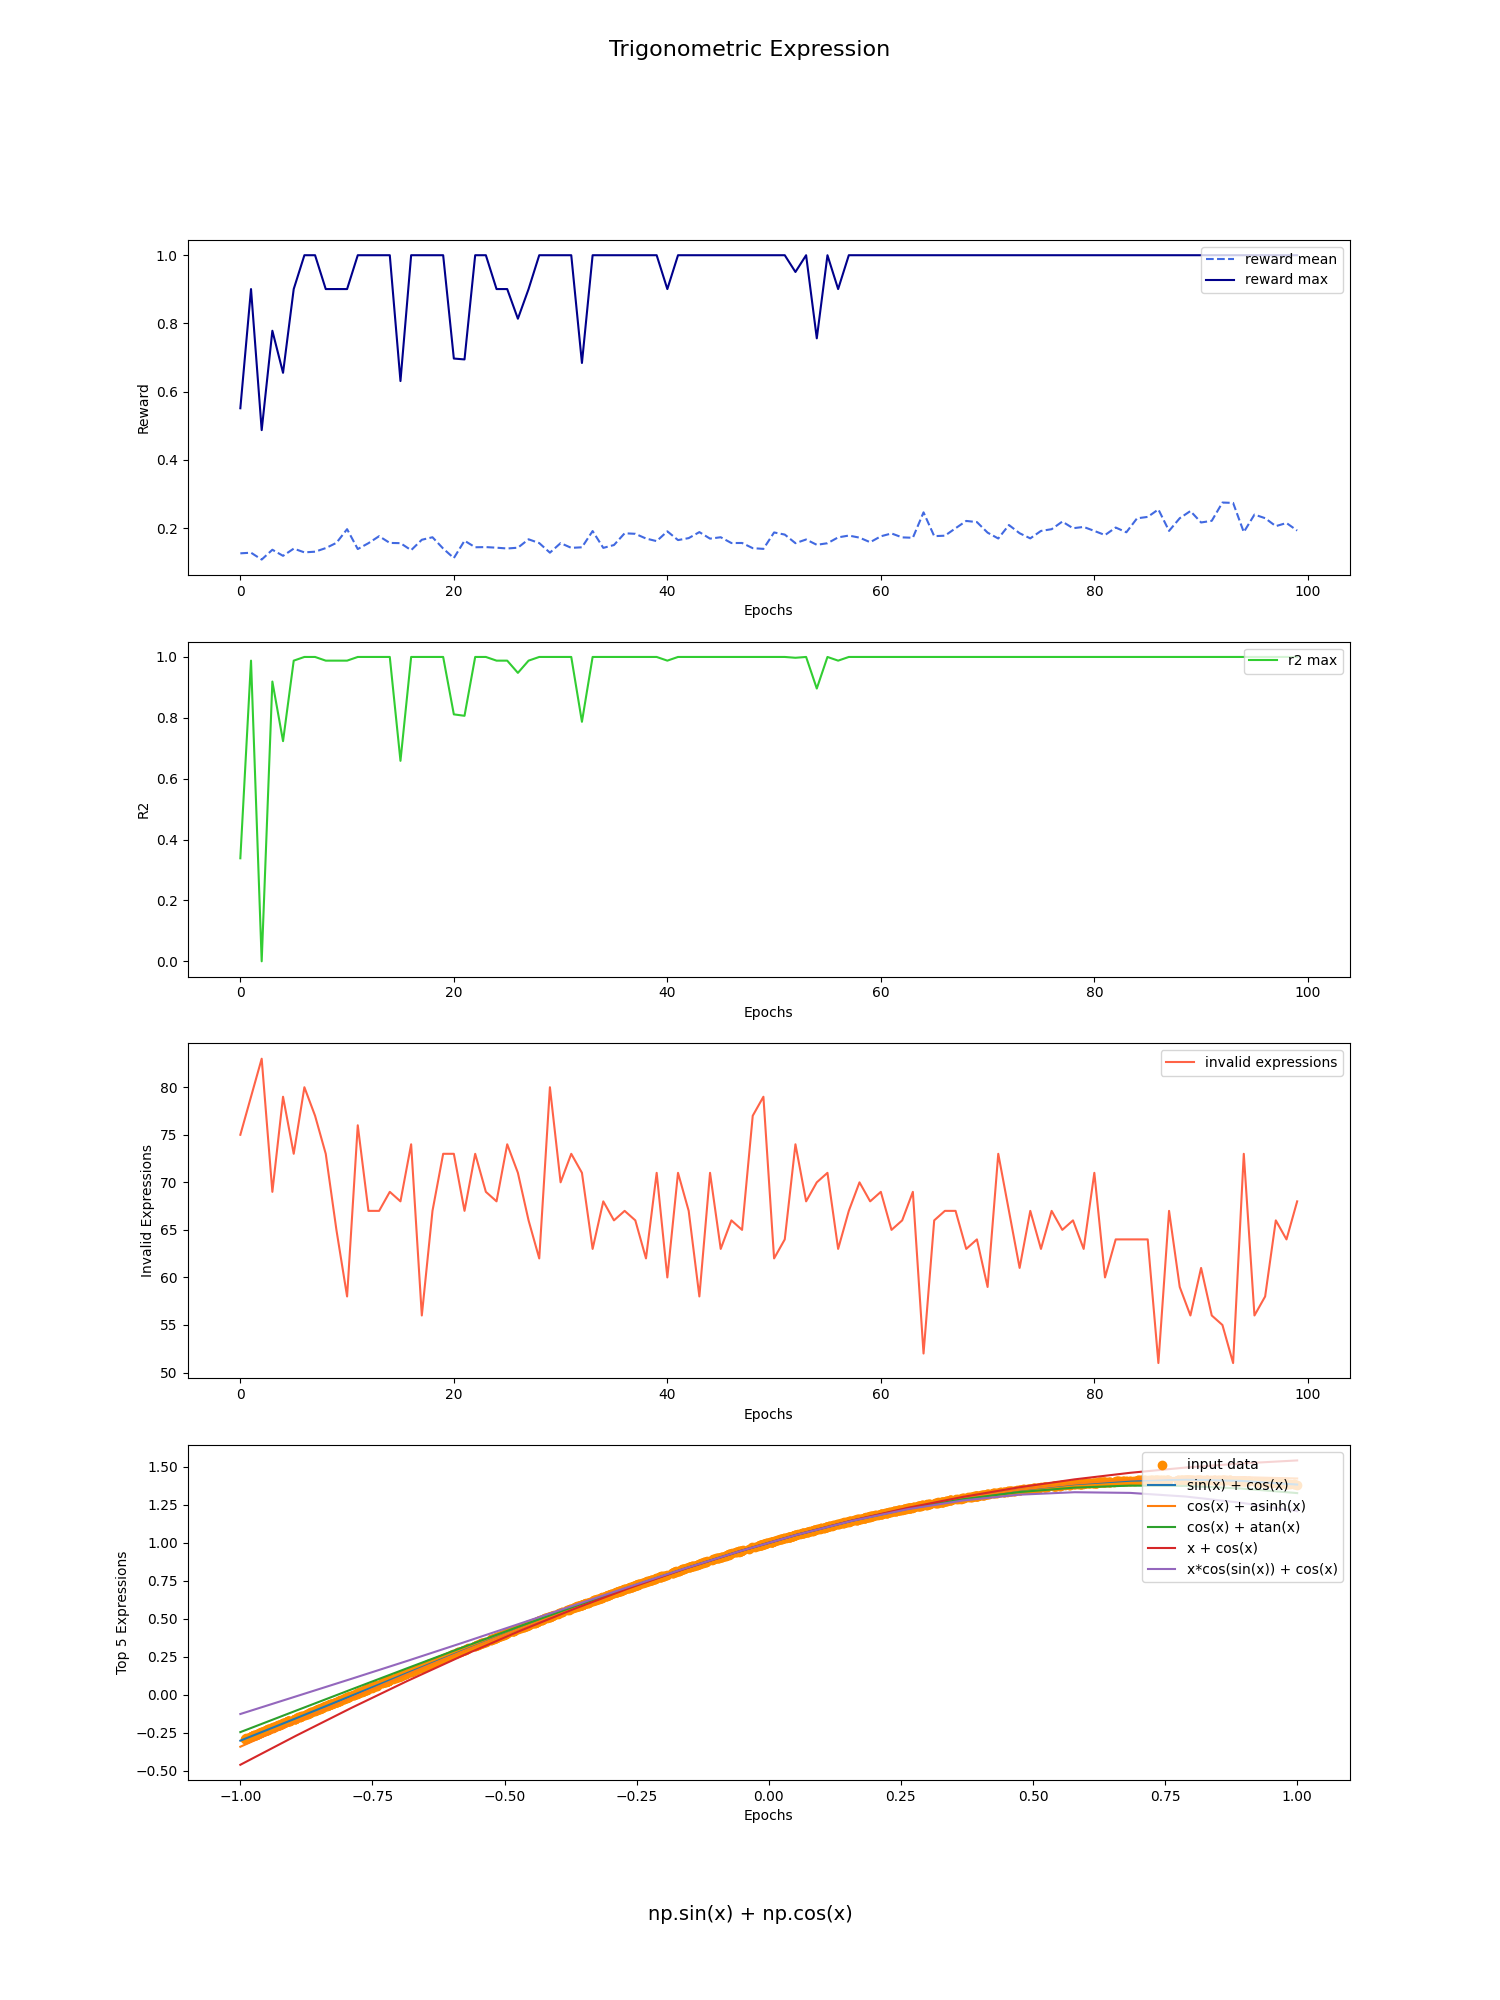 Trigonometric Expression
1.0
0.8
0.6
0.4
0.2
Reward
reward mean
reward max
0 20 40 60 80 100
Epochs
1.0
0.8
0.6
0.4
0.2
0.0
R2
r2 max
0 20 40 60 80 100
Epochs
80
75
70
65
60
55
50
Invalid Expressions
invalid expressions
0 20 40 60 80 100
Epochs
1.50
1.25
1.00
0.75
0.50
0.25
0.00
−0.25
−0.50
Top 5 Expressions
input data
sin(x) + cos(x)
cos(x) + asinh(x)
cos(x) + atan(x)
x + cos(x)
x*cos(sin(x)) + cos(x)
−1.00 −0.75 −0.50 −0.25 0.00 0.25 0.50 0.75 1.00
Epochs
np.sin(x) + np.cos(x)